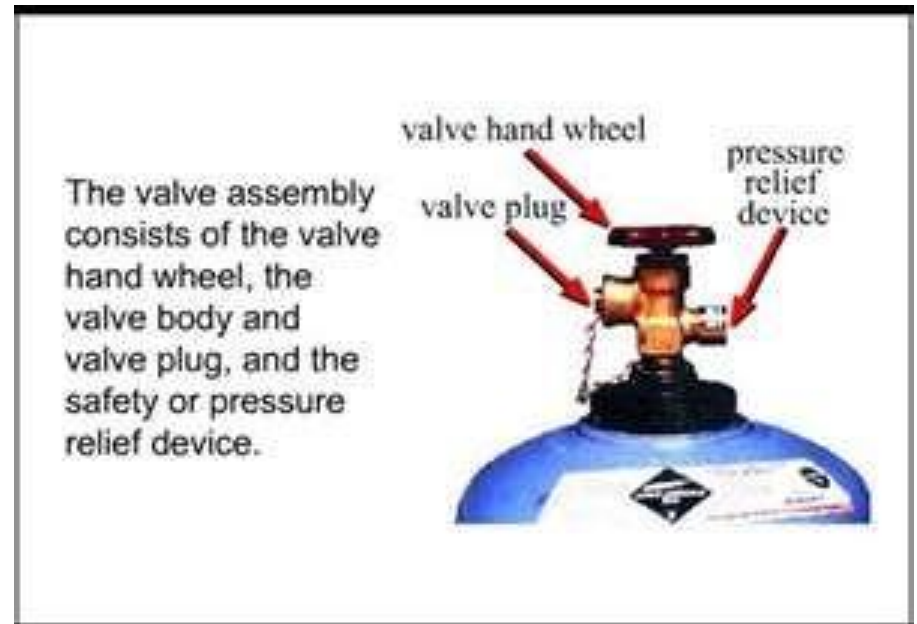 The valve assembly
consists of the valve
hand wheel, the
valve body and
valve plug, and the
safety or pressure
relief device.
valve hand wheel
valve plug
pressure
relief
device